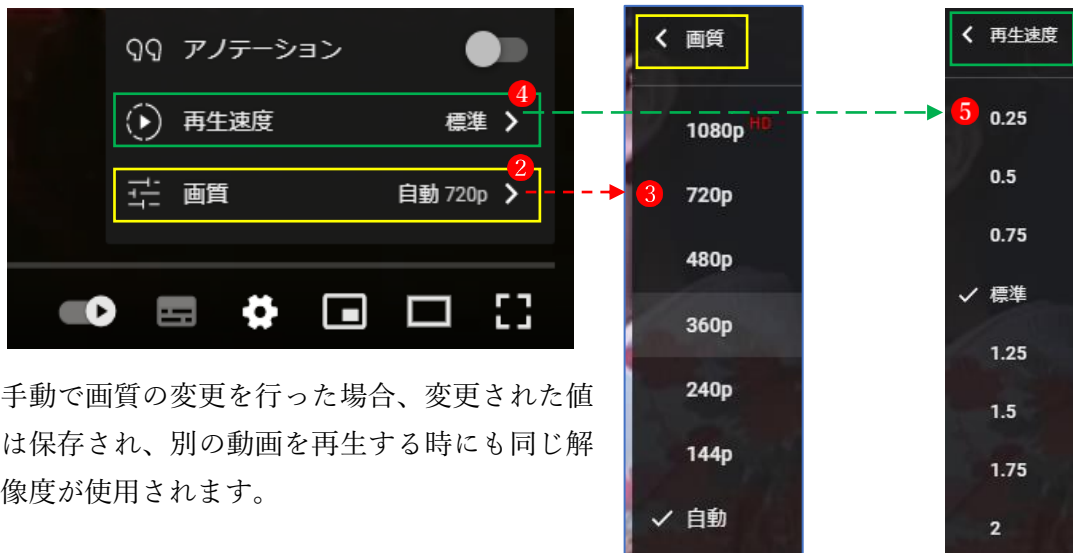 アノテーション
④
再生速度 標準
②
画質 自動 720p
手動で画質の変更を行った場合、変更された値
は保存され、別の動画を再生する時にも同じ解
像度が使用されます。
画質
1080p HD
③ 720p
480p
360p
240p
144p
自動
再生速度
⑤ 0.25
0.5
0.75
標準
1.25
1.5
1.75
2